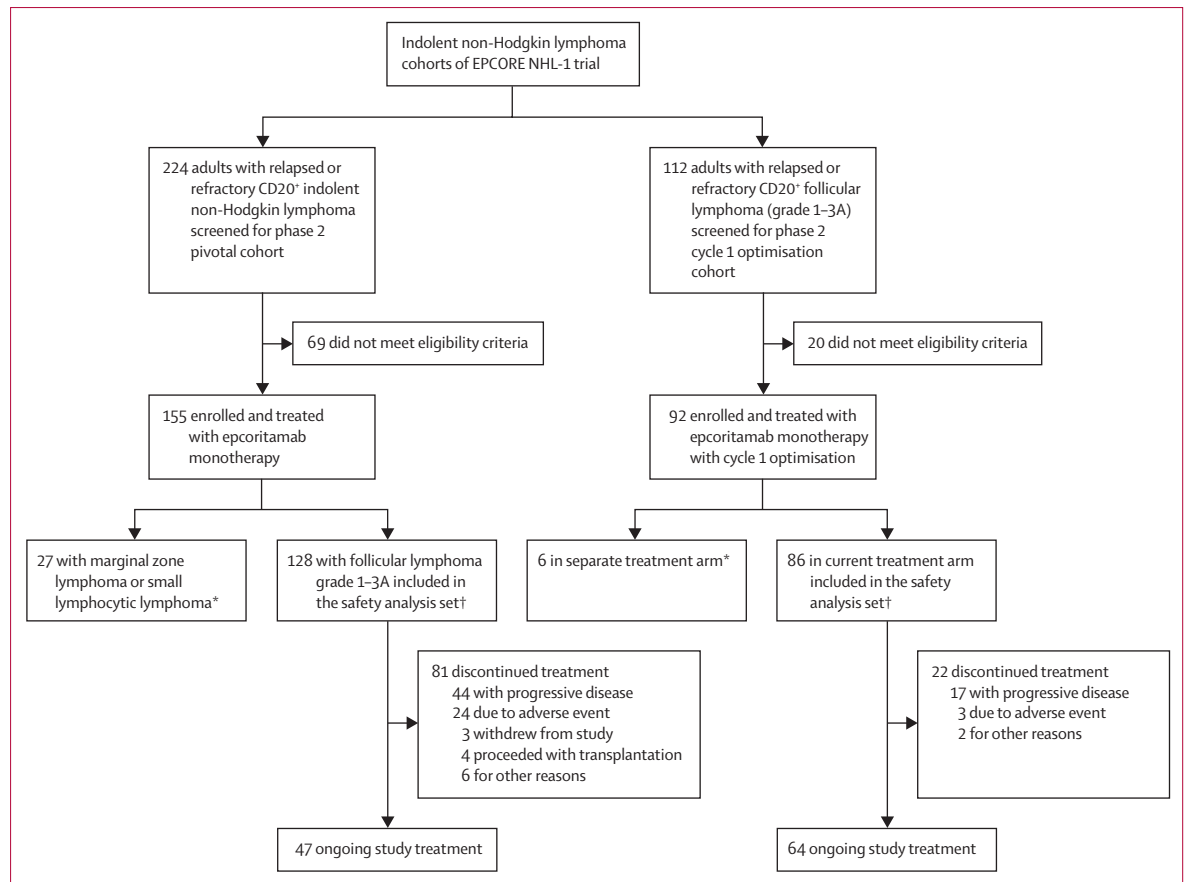 Indolent non-Hodgkin lymphoma
cohorts of EPCORE NHL-1 trial
224 adults with relapsed or
refractory CD20⁺ indolent
non-Hodgkin lymphoma
screened for phase 2
pivotal cohort
112 adults with relapsed or
refractory CD20⁺ follicular
lymphoma (grade 1–3A)
screened for phase 2
cycle 1 optimisation
cohort
69 did not meet eligibility criteria
20 did not meet eligibility criteria
155 enrolled and treated
with epcoritamab
monotherapy
92 enrolled and treated with
epcoritamab monotherapy
with cycle 1 optimisation
27 with marginal zone
lymphoma or small
lymphocytic lymphoma*
128 with follicular lymphoma
grade 1–3A included in
the safety analysis set†
6 in separate treatment arm*
86 in current treatment arm
included in the safety
analysis set†
81 discontinued treatment
44 with progressive disease
24 due to adverse event
3 withdrew from study
4 proceeded with transplantation
6 for other reasons
22 discontinued treatment
17 with progressive disease
3 due to adverse event
2 for other reasons
47 ongoing study treatment
64 ongoing study treatment